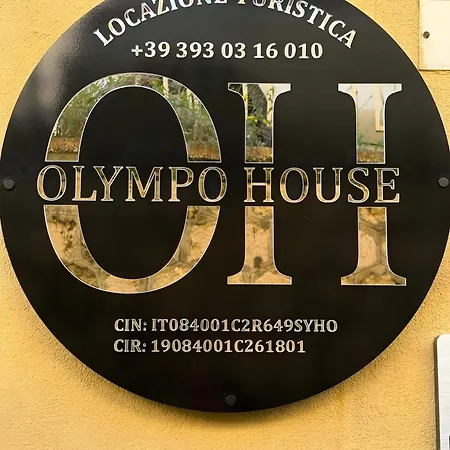 LOCAZIONE TURISTICA
+39 393 03 16 010
OH
OLYMPO HOUSE
CIN: IT084001C2R649SYHO
CIR: 19084001C261801